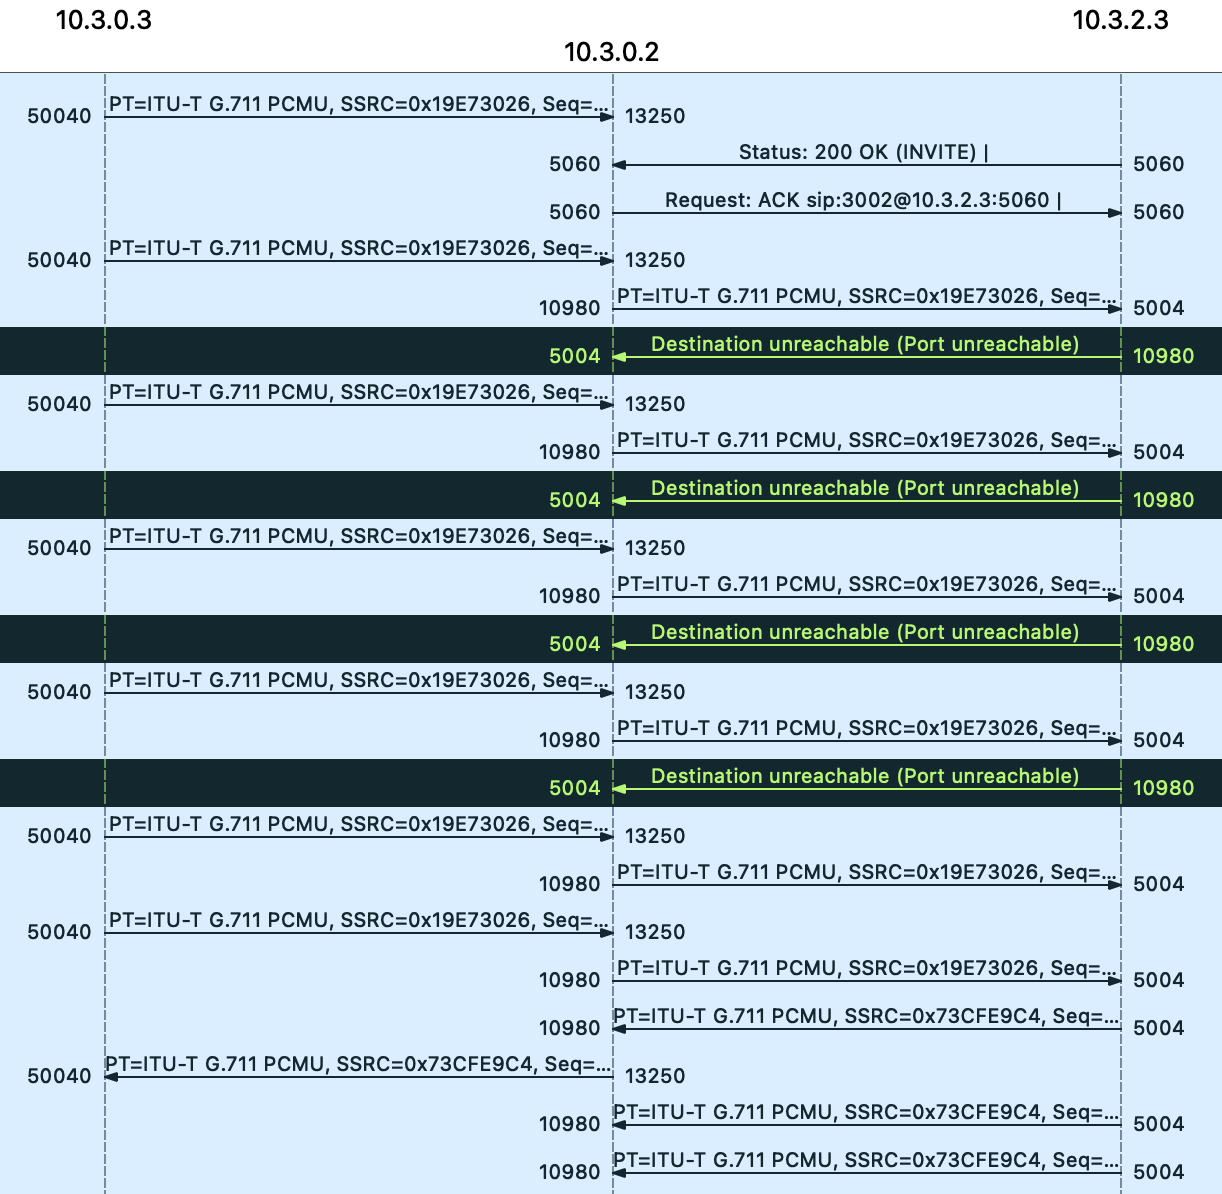 10.3.0.3
10.3.2.3
10.3.0.2
50040 PT=ITU-T G.711 PCMU, SSRC=0x19E73026, Seq=... 13250
5060 Status: 200 OK (INVITE) | 5060
5060 Request: ACK sip:3002@10.3.2.3:5060 | 5060
50040 PT=ITU-T G.711 PCMU, SSRC=0x19E73026, Seq=... 13250
10980 PT=ITU-T G.711 PCMU, SSRC=0x19E73026, Seq=... 5004
5004 Destination unreachable (Port unreachable) 10980
50040 PT=ITU-T G.711 PCMU, SSRC=0x19E73026, Seq=... 13250
10980 PT=ITU-T G.711 PCMU, SSRC=0x19E73026, Seq=... 5004
5004 Destination unreachable (Port unreachable) 10980
50040 PT=ITU-T G.711 PCMU, SSRC=0x19E73026, Seq=... 13250
10980 PT=ITU-T G.711 PCMU, SSRC=0x19E73026, Seq=... 5004
5004 Destination unreachable (Port unreachable) 10980
50040 PT=ITU-T G.711 PCMU, SSRC=0x19E73026, Seq=... 13250
10980 PT=ITU-T G.711 PCMU, SSRC=0x19E73026, Seq=... 5004
5004 Destination unreachable (Port unreachable) 10980
50040 PT=ITU-T G.711 PCMU, SSRC=0x19E73026, Seq=... 13250
10980 PT=ITU-T G.711 PCMU, SSRC=0x19E73026, Seq=... 5004
50040 PT=ITU-T G.711 PCMU, SSRC=0x19E73026, Seq=... 13250
10980 PT=ITU-T G.711 PCMU, SSRC=0x19E73026, Seq=... 5004
10980 PT=ITU-T G.711 PCMU, SSRC=0x73CFE9C4, Seq=... 5004
50040 PT=ITU-T G.711 PCMU, SSRC=0x73CFE9C4, Seq=... 13250
10980 PT=ITU-T G.711 PCMU, SSRC=0x73CFE9C4, Seq=... 5004
10980 PT=ITU-T G.711 PCMU, SSRC=0x73CFE9C4, Seq=... 5004